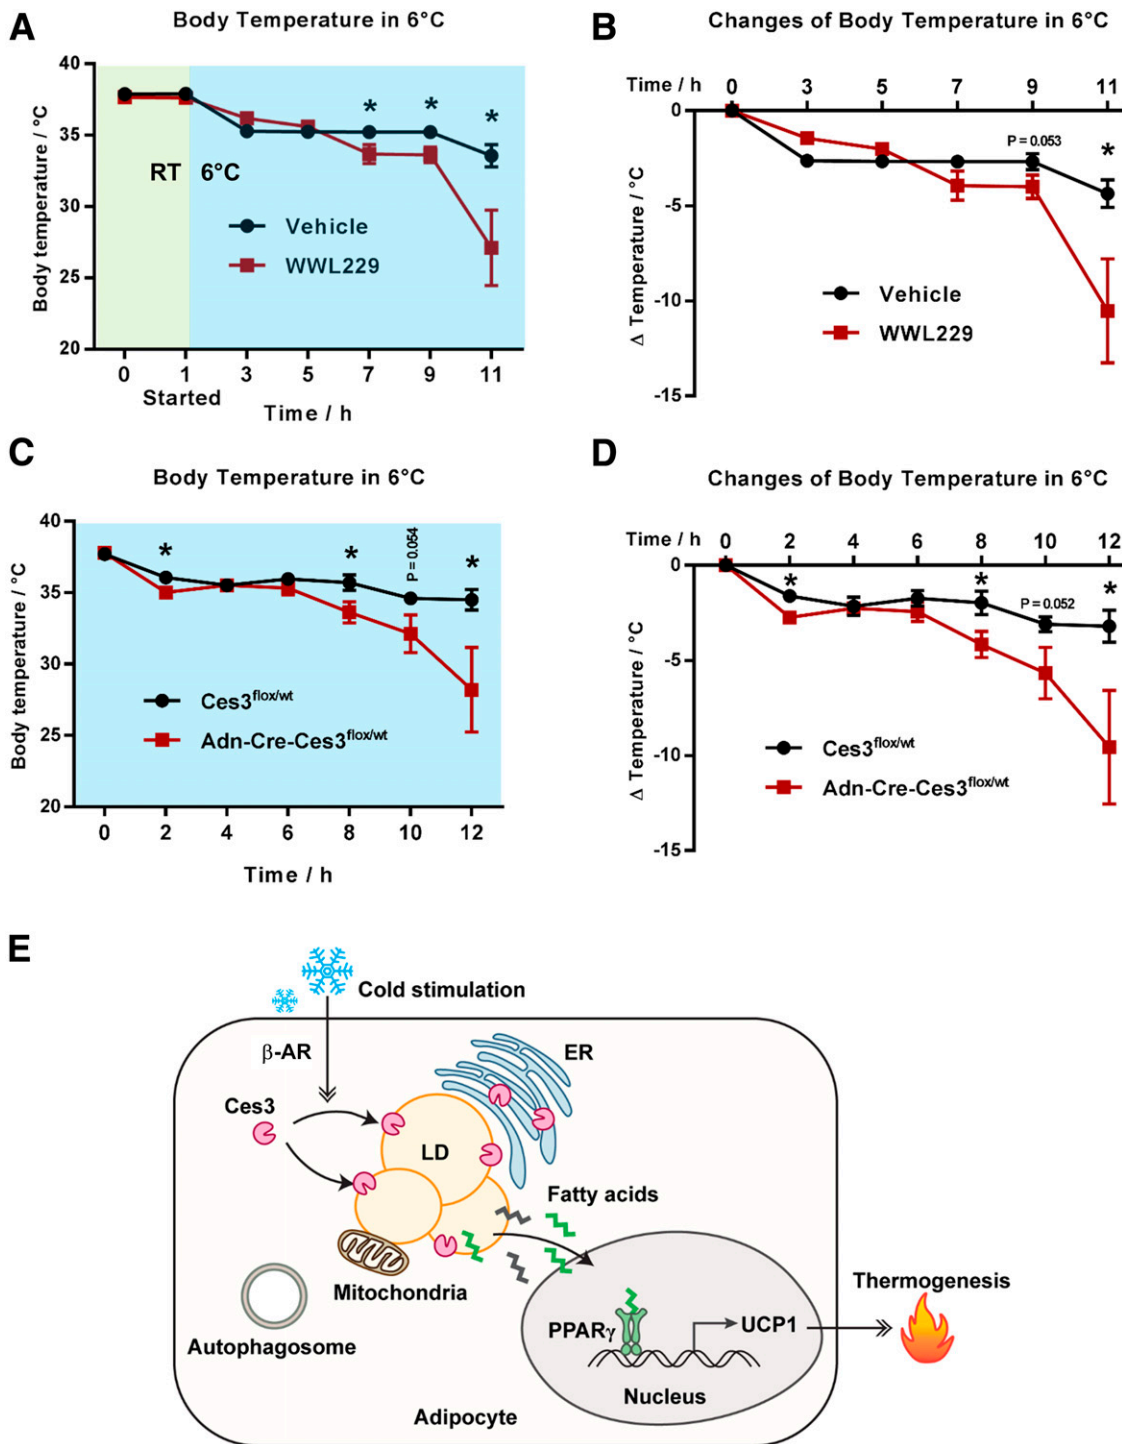 A
Body Temperature in 6°C
Body temperature / °C
40
35
30
25
20
RT
6°C
*
*
*
Vehicle
WWL229
0
1
3
5
7
9
11
Started
Time / h
B
Changes of Body Temperature in 6°C
Time / h
0
3
5
7
9
11
Δ Temperature / °C
0
-5
-10
-15
P = 0.053
*
Vehicle
WWL229
C
Body Temperature in 6°C
Body temperature / °C
40
35
30
25
20
*
*
P = 0.054
*
Ces3flox/wt
Adn-Cre-Ces3flox/wt
0
2
4
6
8
10
12
Time / h
D
Changes of Body Temperature in 6°C
Time / h
0
2
4
6
8
10
12
Δ Temperature / °C
0
-5
-10
-15
*
*
P = 0.052
*
Ces3flox/wt
Adn-Cre-Ces3flox/wt
E
Cold stimulation
β-AR
ER
Ces3
LD
Fatty acids
Mitochondria
Autophagosome
PPARγ
UCP1
Nucleus
Thermogenesis
Adipocyte